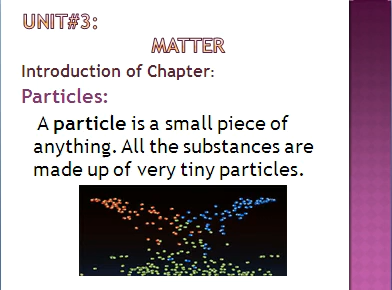 UNIT#3:
MATTER
Introduction of Chapter:
Particles:
A particle is a small piece of
anything. All the substances are
made up of very tiny particles.